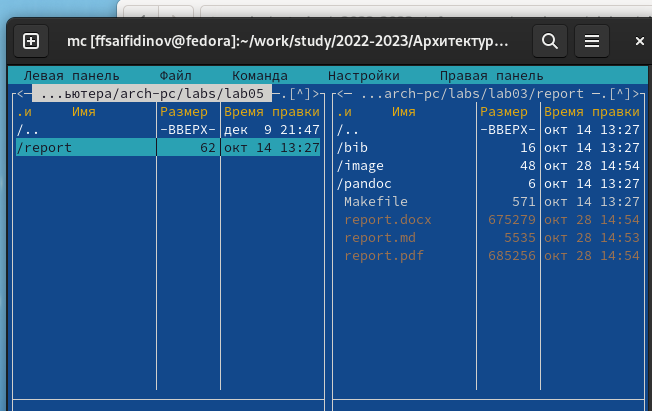 mc [ffsaifidinov@fedora]:~/work/study/2022-2023/Архитектур...
Левая панель Файл Команда Настройки Правая панель
<─ ...ьютера/arch-pc/labs/lab05 ─.[^]>
.и Имя Размер Время правки
/.. -ВВЕРХ- дек 9 21:47
/report 62 окт 14 13:27
<─ ...arch-pc/labs/lab03/report ─.[^]>
.и Имя Размер Время правки
/.. -ВВЕРХ- окт 14 13:27
/bib 16 окт 14 13:27
/image 48 окт 28 14:54
/pandoc 6 окт 14 13:27
Makefile 571 окт 14 13:27
report.docx 675279 окт 28 14:54
report.md 5535 окт 28 14:53
report.pdf 685256 окт 28 14:54